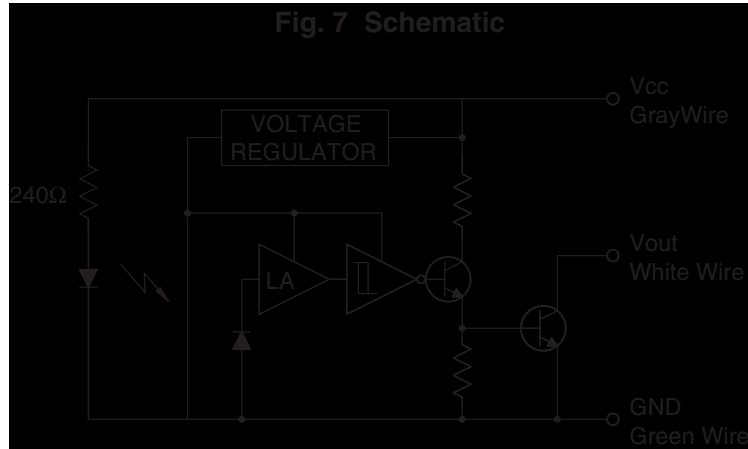 Fig. 7 Schematic
Vcc
GrayWire
VOLTAGE
REGULATOR
240Ω
Vout
White Wire
LA
GND
Green Wire